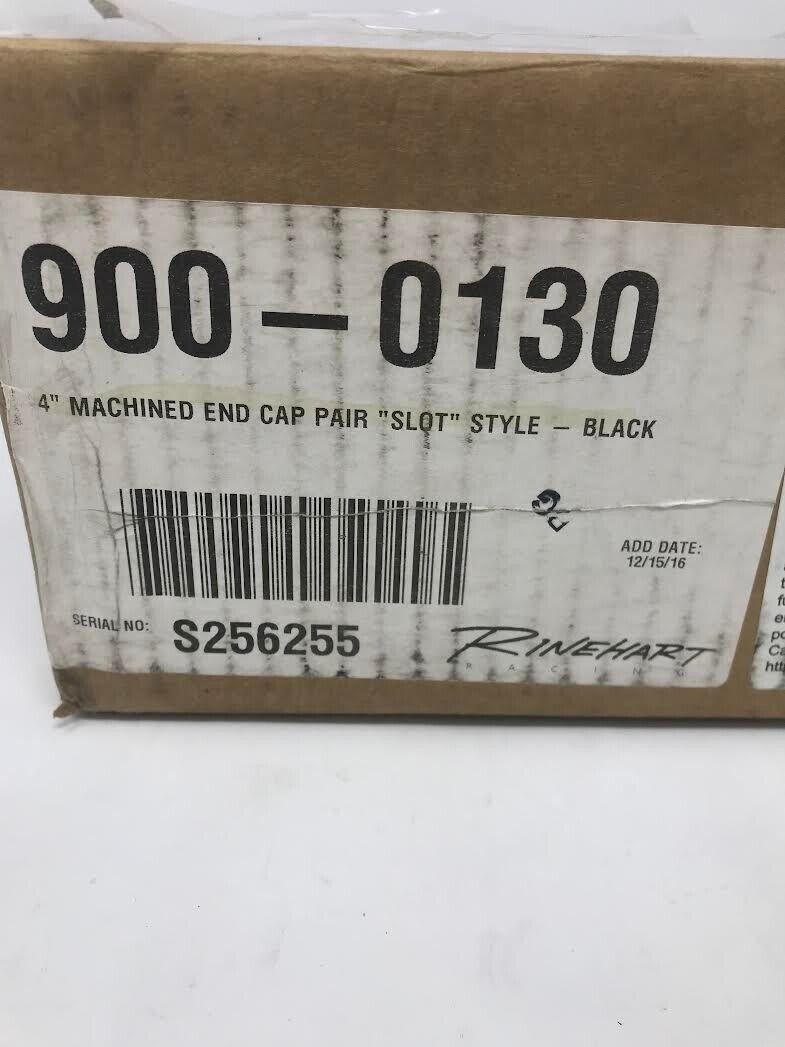 900-0130
4" MACHINED END CAP PAIR "SLOT" STYLE - BLACK
ADD DATE:
12/15/16
SERIAL NO: S256255
RINEHART
RACING